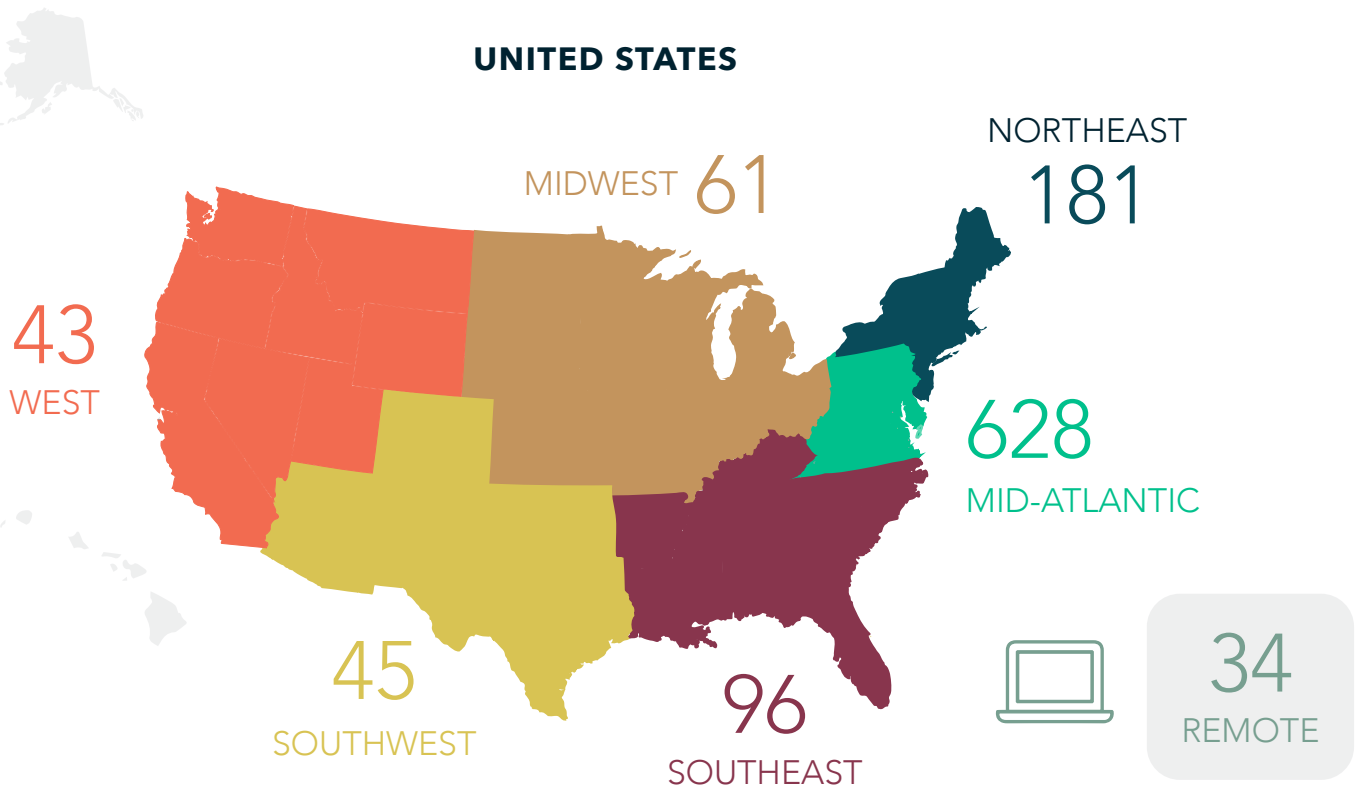 UNITED STATES
NORTHEAST
181
MIDWEST 61
43
WEST
628
MID-ATLANTIC
45
SOUTHWEST
96
SOUTHEAST
34
REMOTE